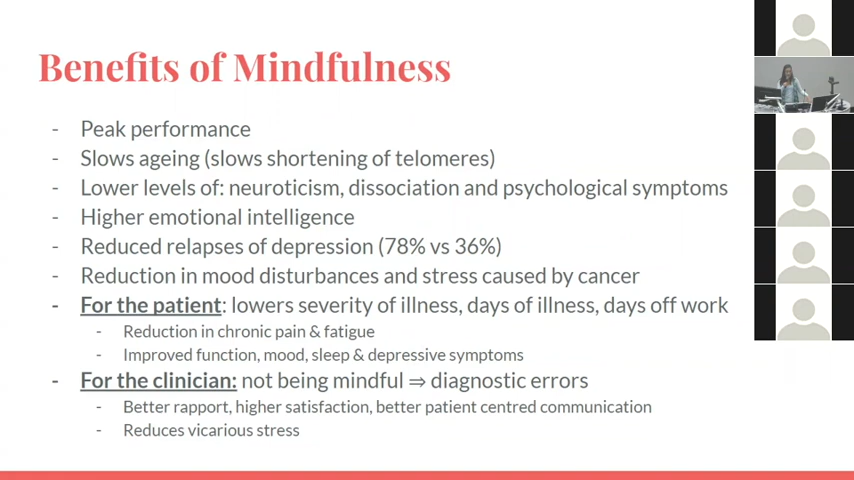 Benefits of Mindfulness
- Peak performance
- Slows ageing (slows shortening of telomeres)
- Lower levels of: neuroticism, dissociation and psychological symptoms
- Higher emotional intelligence
- Reduced relapses of depression (78% vs 36%)
- Reduction in mood disturbances and stress caused by cancer
- For the patient: lowers severity of illness, days of illness, days off work
- Reduction in chronic pain & fatigue
- Improved function, mood, sleep & depressive symptoms
- For the clinician: not being mindful ⇒ diagnostic errors
- Better rapport, higher satisfaction, better patient centred communication
- Reduces vicarious stress